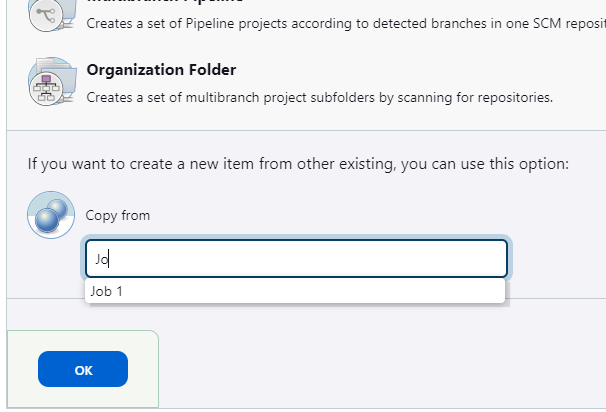 Multibranch Pipeline
Creates a set of Pipeline projects according to detected branches in one SCM reposit
Organization Folder
Creates a set of multibranch project subfolders by scanning for repositories.
If you want to create a new item from other existing, you can use this option:
Copy from
Jo
Job 1
OK